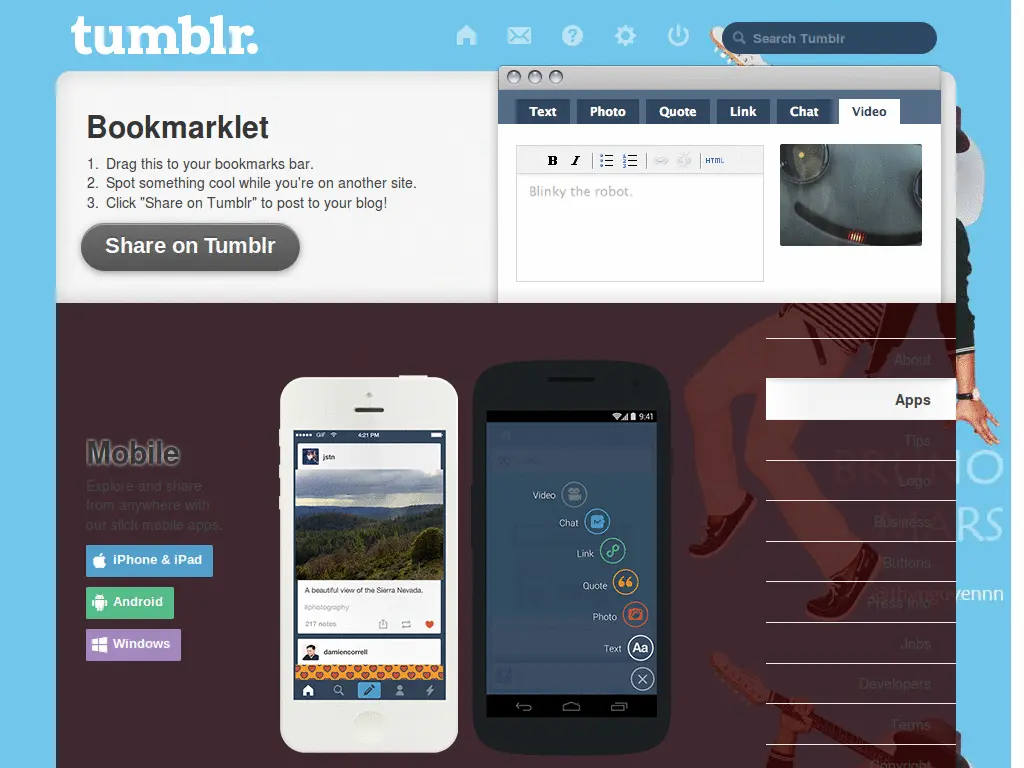 tumblr.
Search Tumblr
Bookmarklet
1. Drag this to your bookmarks bar.
2. Spot something cool while you're on another site.
3. Click "Share on Tumblr" to post to your blog!
Share on Tumblr
Text Photo Quote Link Chat Video
B I HTML
Blinky the robot.
Mobile
Explore and share
from anywhere with
our slick mobile apps.
iPhone & iPad
Android
Windows
GIF 4:21 PM
jstn
A beautiful view of the Sierra Nevada.
#photography
217 notes
damiencorrell
9:41
Video
Chat
Link
Quote
Photo
Text Aa
About
Apps
Tips
Logo
Business
Buttons
Press Info
Jobs
Developers
Terms
Copyright
BRUNO
MARS